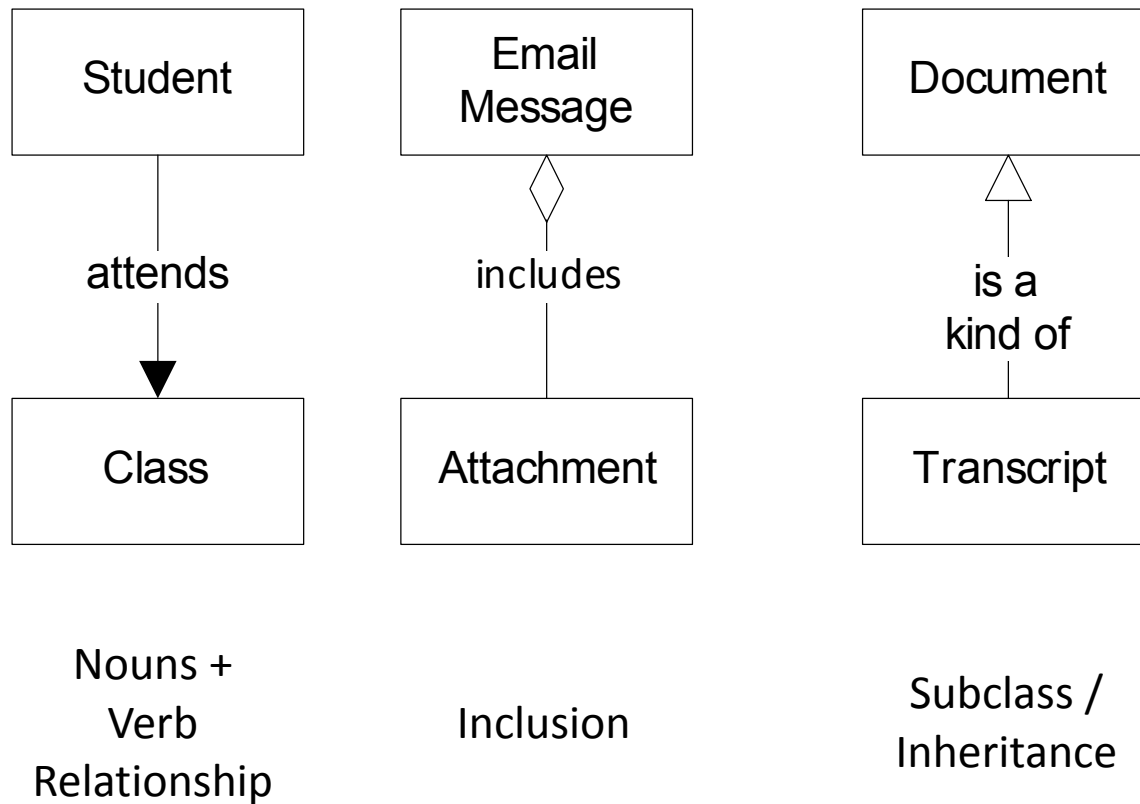 Student
attends
Class
Nouns +
Verb
Relationship
Email
Message
includes
Attachment
Inclusion
Document
is a
kind of
Transcript
Subclass /
Inheritance